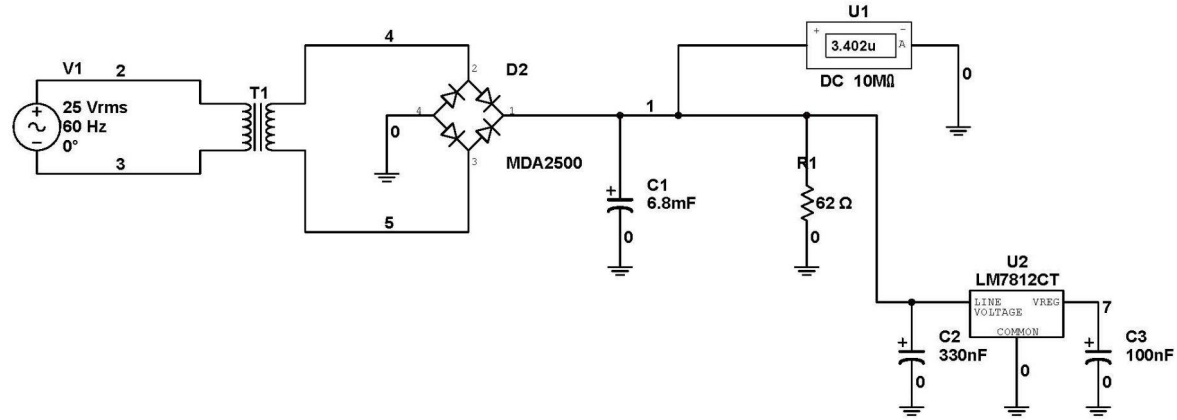 U1
+
-
3.402u
A
DC 10MΩ
0
V1
2
25 Vrms
60 Hz
0°
+
3
T1
4
2
D2
4
1
0
3
MDA2500
5
1
+
C1
6.8mF
0
R1
62 Ω
0
U2
LM7812CT
LINE
VOLTAGE
VREG
COMMON
7
+
C2
330nF
0
0
+
C3
100nF
0